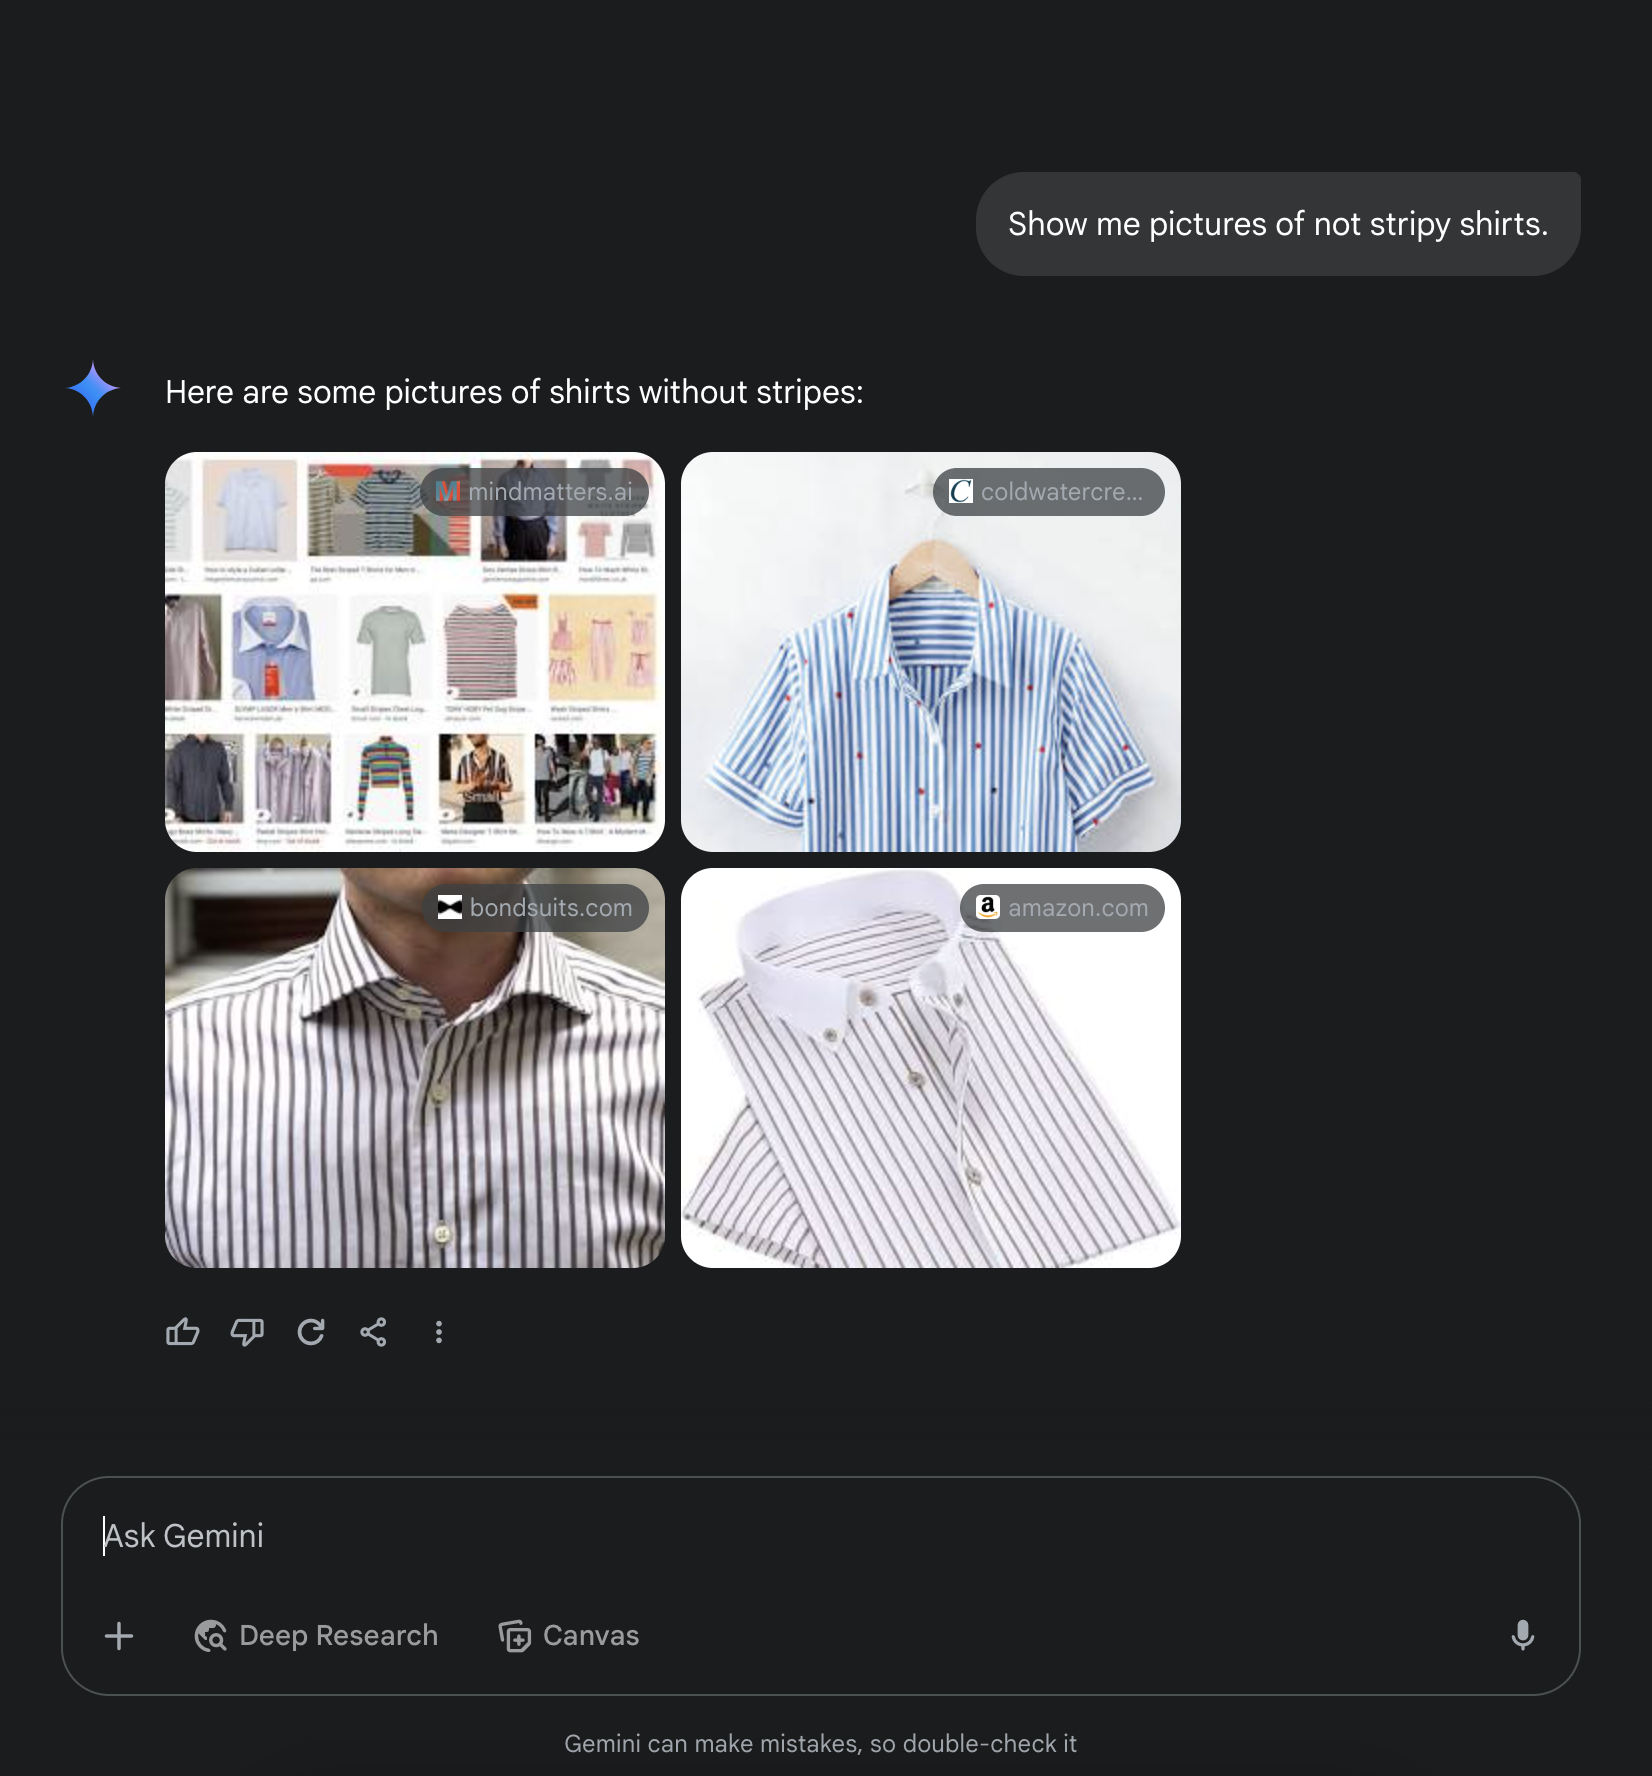 Show me pictures of not stripy shirts.
Here are some pictures of shirts without stripes:
mindmatters.ai
coldwatercre...
bondsuits.com
amazon.com
Ask Gemini
Deep Research
Canvas
Gemini can make mistakes, so double-check it